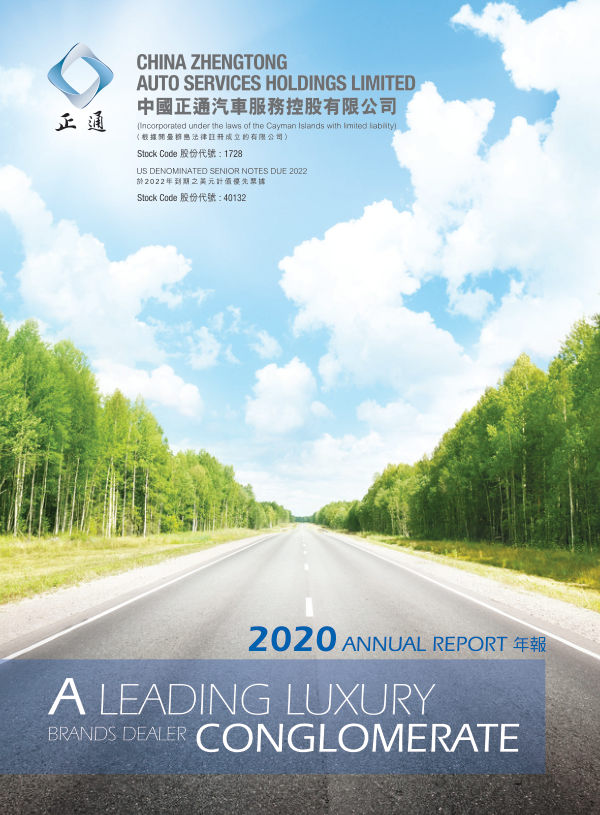 正通
CHINA ZHENGTONG
AUTO SERVICES HOLDINGS LIMITED
中國正通汽車服務控股有限公司
(Incorporated under the laws of the Cayman Islands with limited liability)
(根據開曼群島法律註冊成立的有限公司)
Stock Code 股份代號 : 1728
US DENOMINATED SENIOR NOTES DUE 2022
於2022年到期之美元計值優先票據
Stock Code 股份代號 : 40132
2020 ANNUAL REPORT 年報
A LEADING LUXURY
BRANDS DEALER CONGLOMERATE